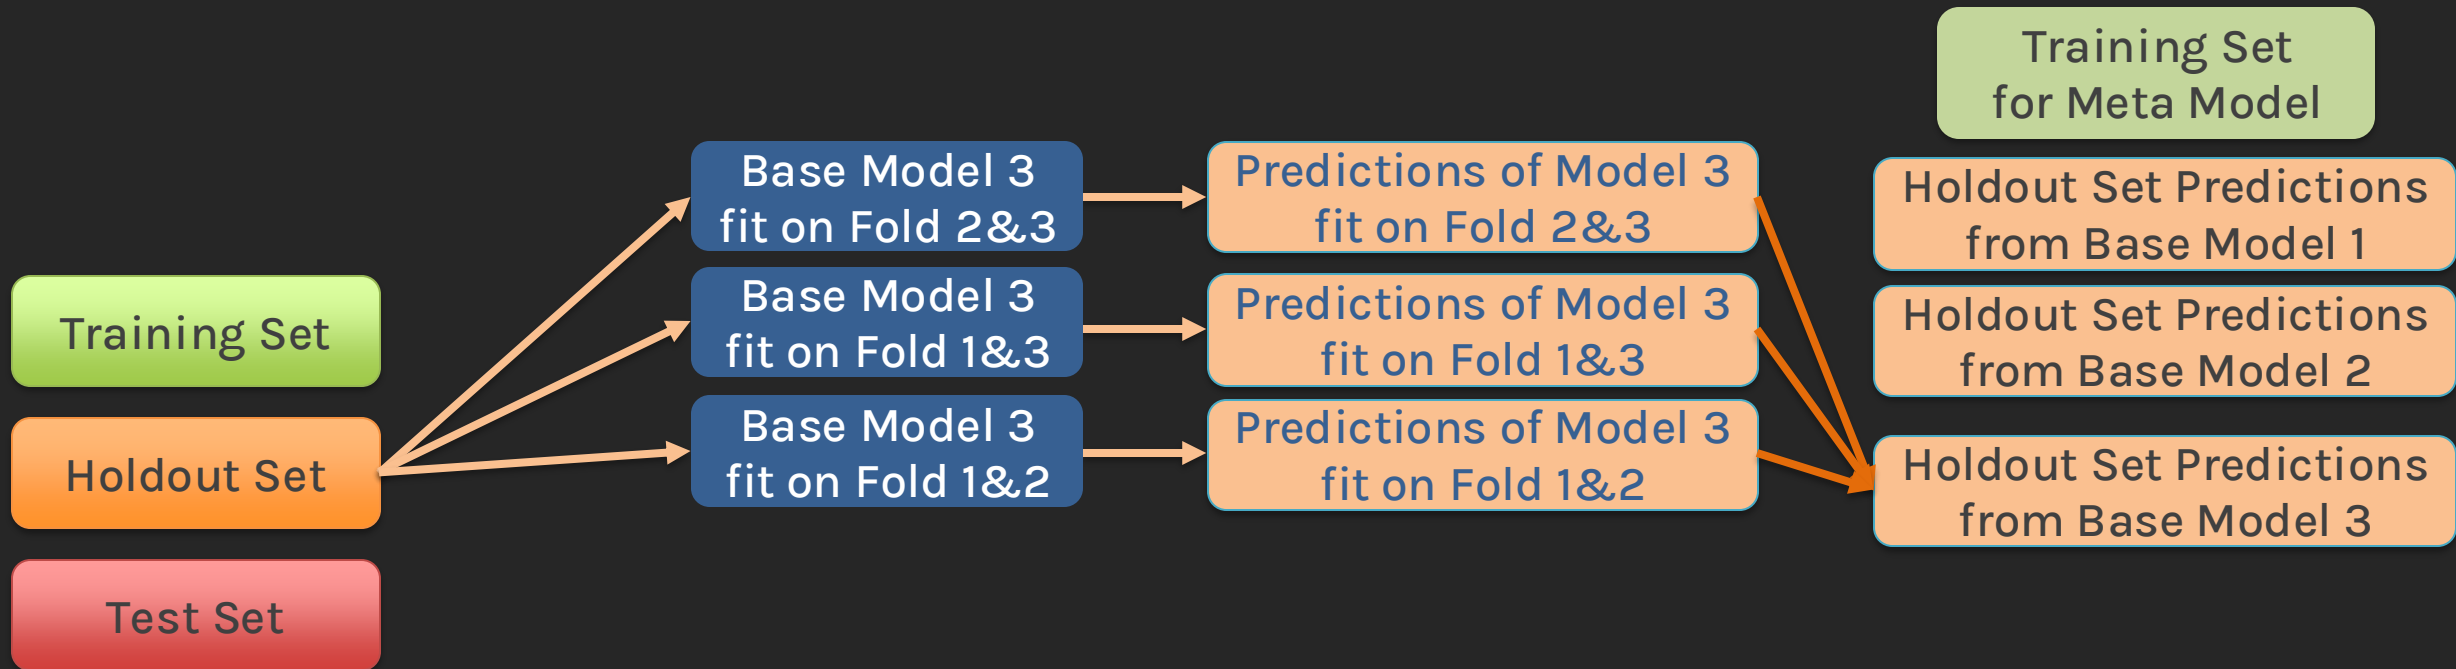 Training Set
Holdout Set
Test Set
Base Model 3
fit on Fold 2&3
Base Model 3
fit on Fold 1&3
Base Model 3
fit on Fold 1&2
Predictions of Model 3
fit on Fold 2&3
Predictions of Model 3
fit on Fold 1&3
Predictions of Model 3
fit on Fold 1&2
Training Set
for Meta Model
Holdout Set Predictions
from Base Model 1
Holdout Set Predictions
from Base Model 2
Holdout Set Predictions
from Base Model 3